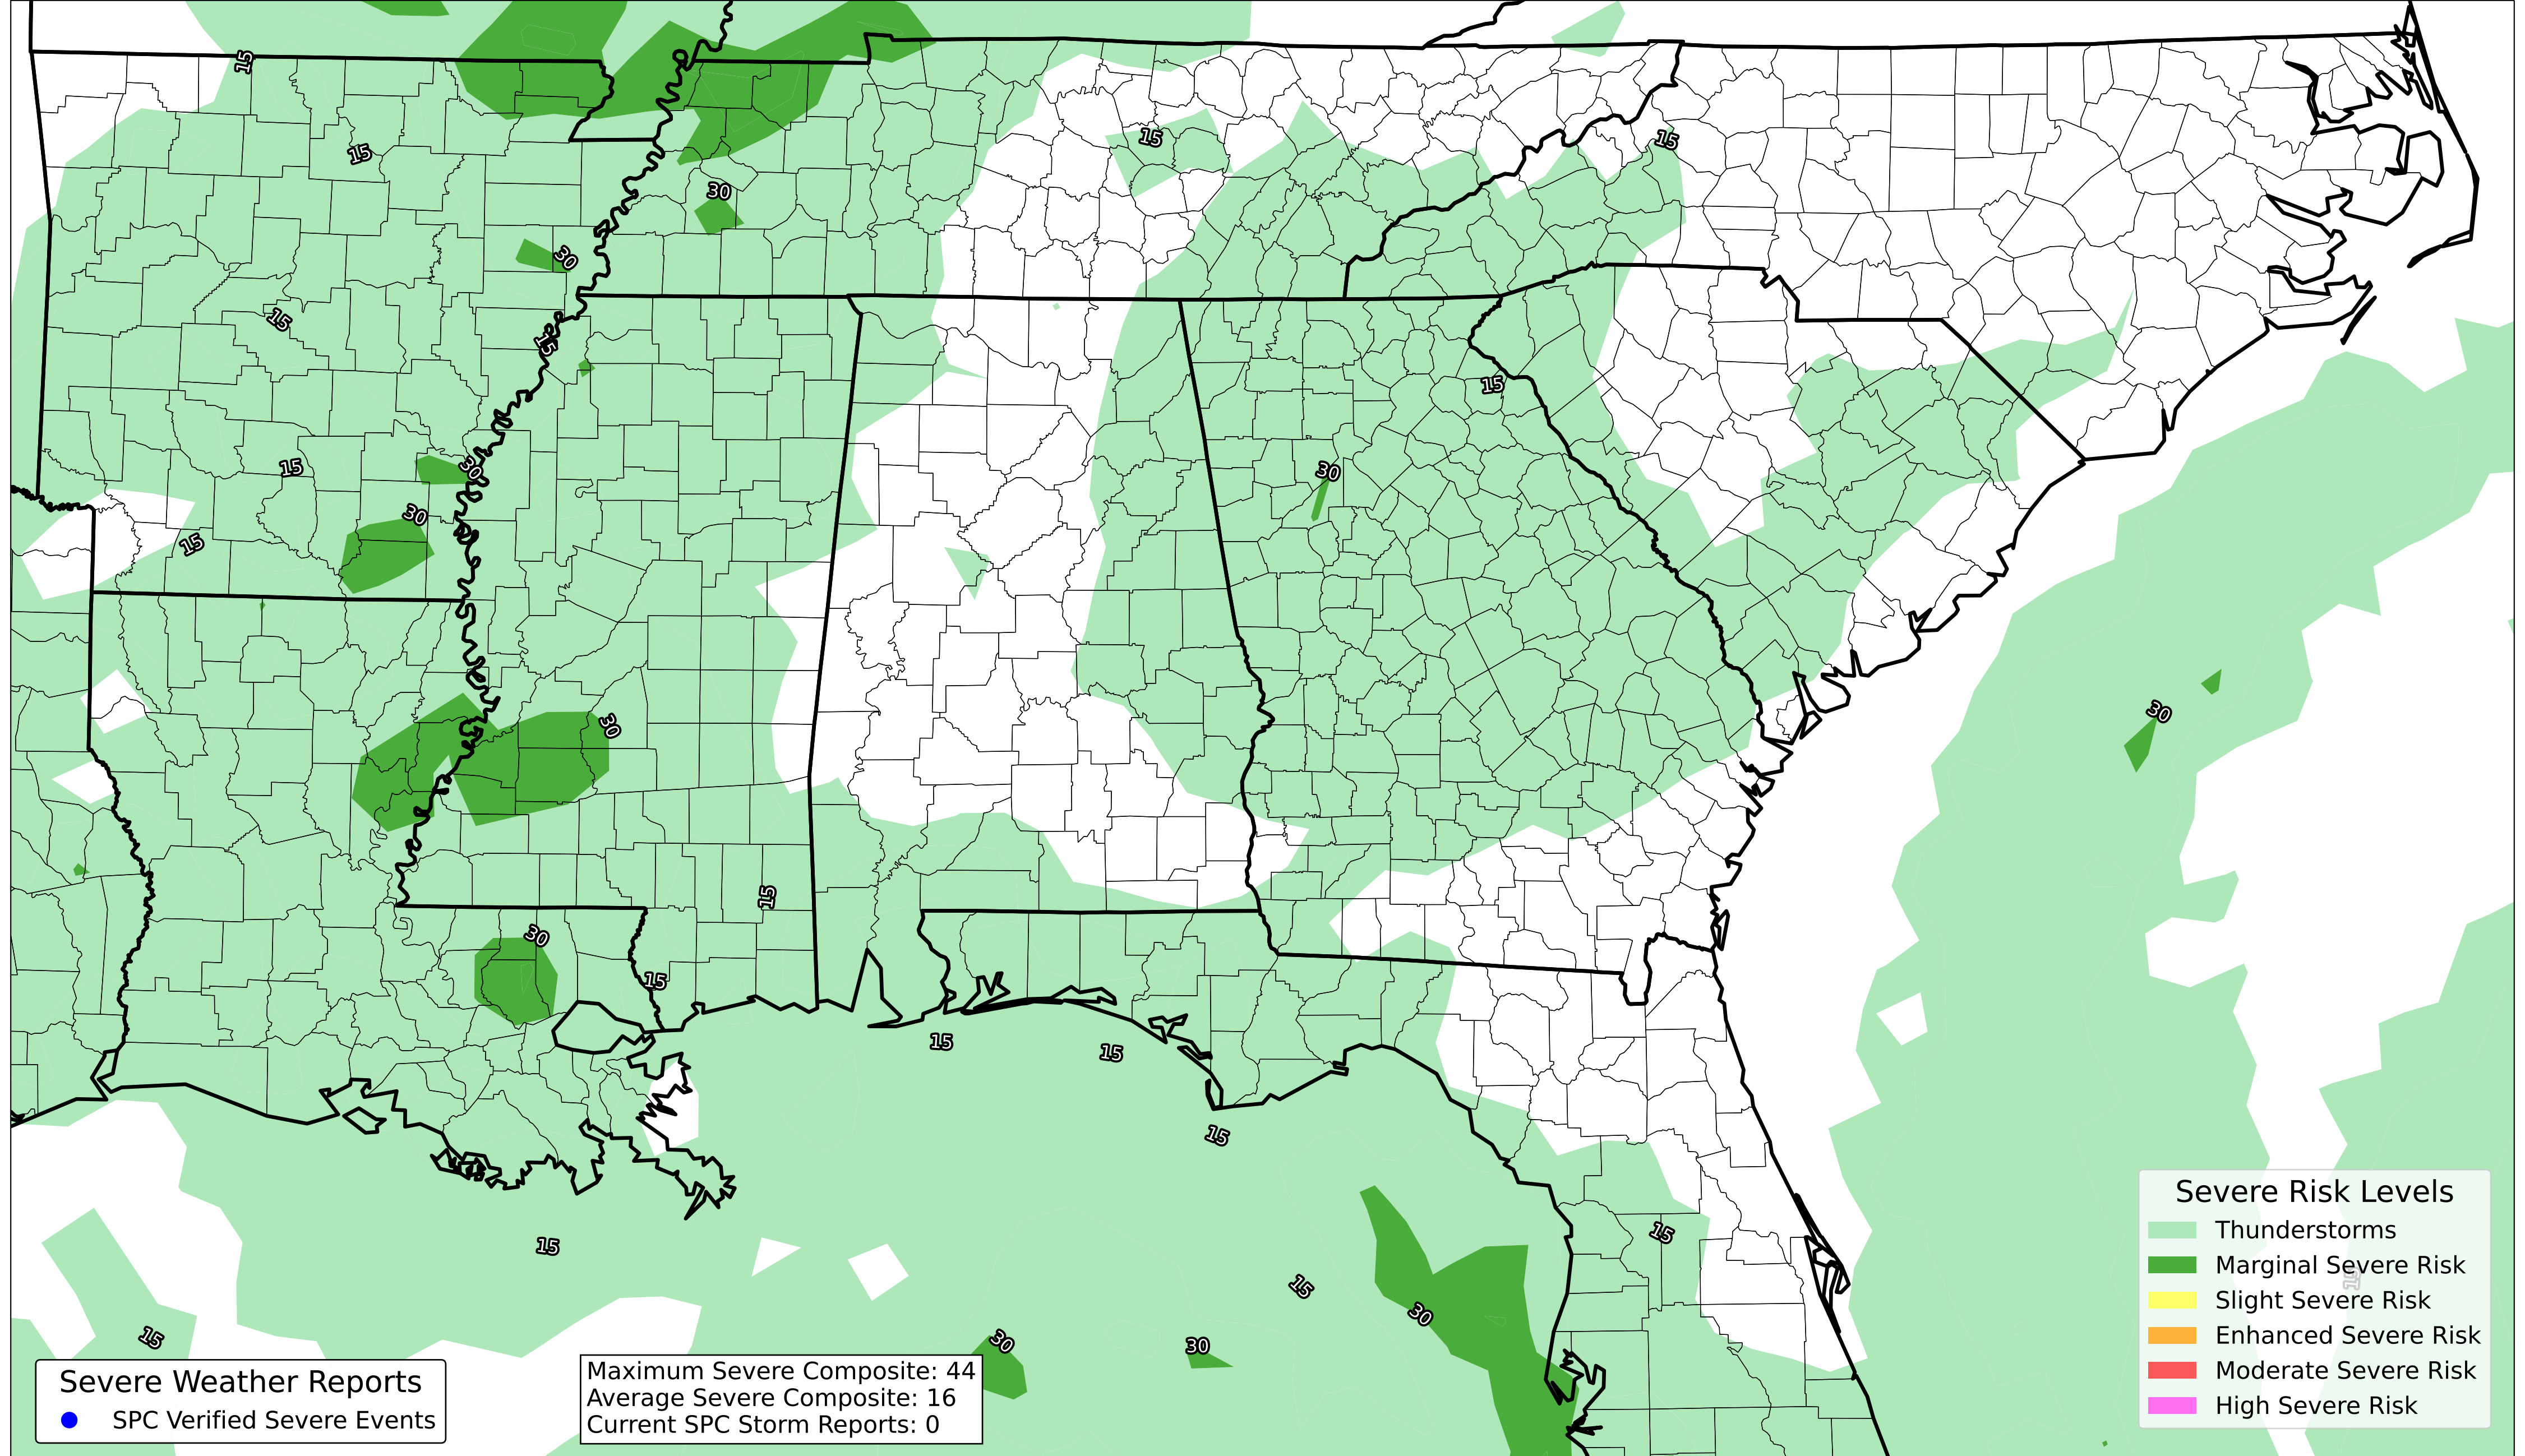 15
15
15
15
30
15
30
15
15
15
30
30
15
30
15
30
30
30
15
30
15
15
15
15
15
15
15
15
30
15
30
30
Severe Risk Levels
Thunderstorms
Marginal Severe Risk
Slight Severe Risk
Enhanced Severe Risk
Moderate Severe Risk
High Severe Risk
Severe Weather Reports
SPC Verified Severe Events
Maximum Severe Composite: 44
Average Severe Composite: 16
Current SPC Storm Reports: 0